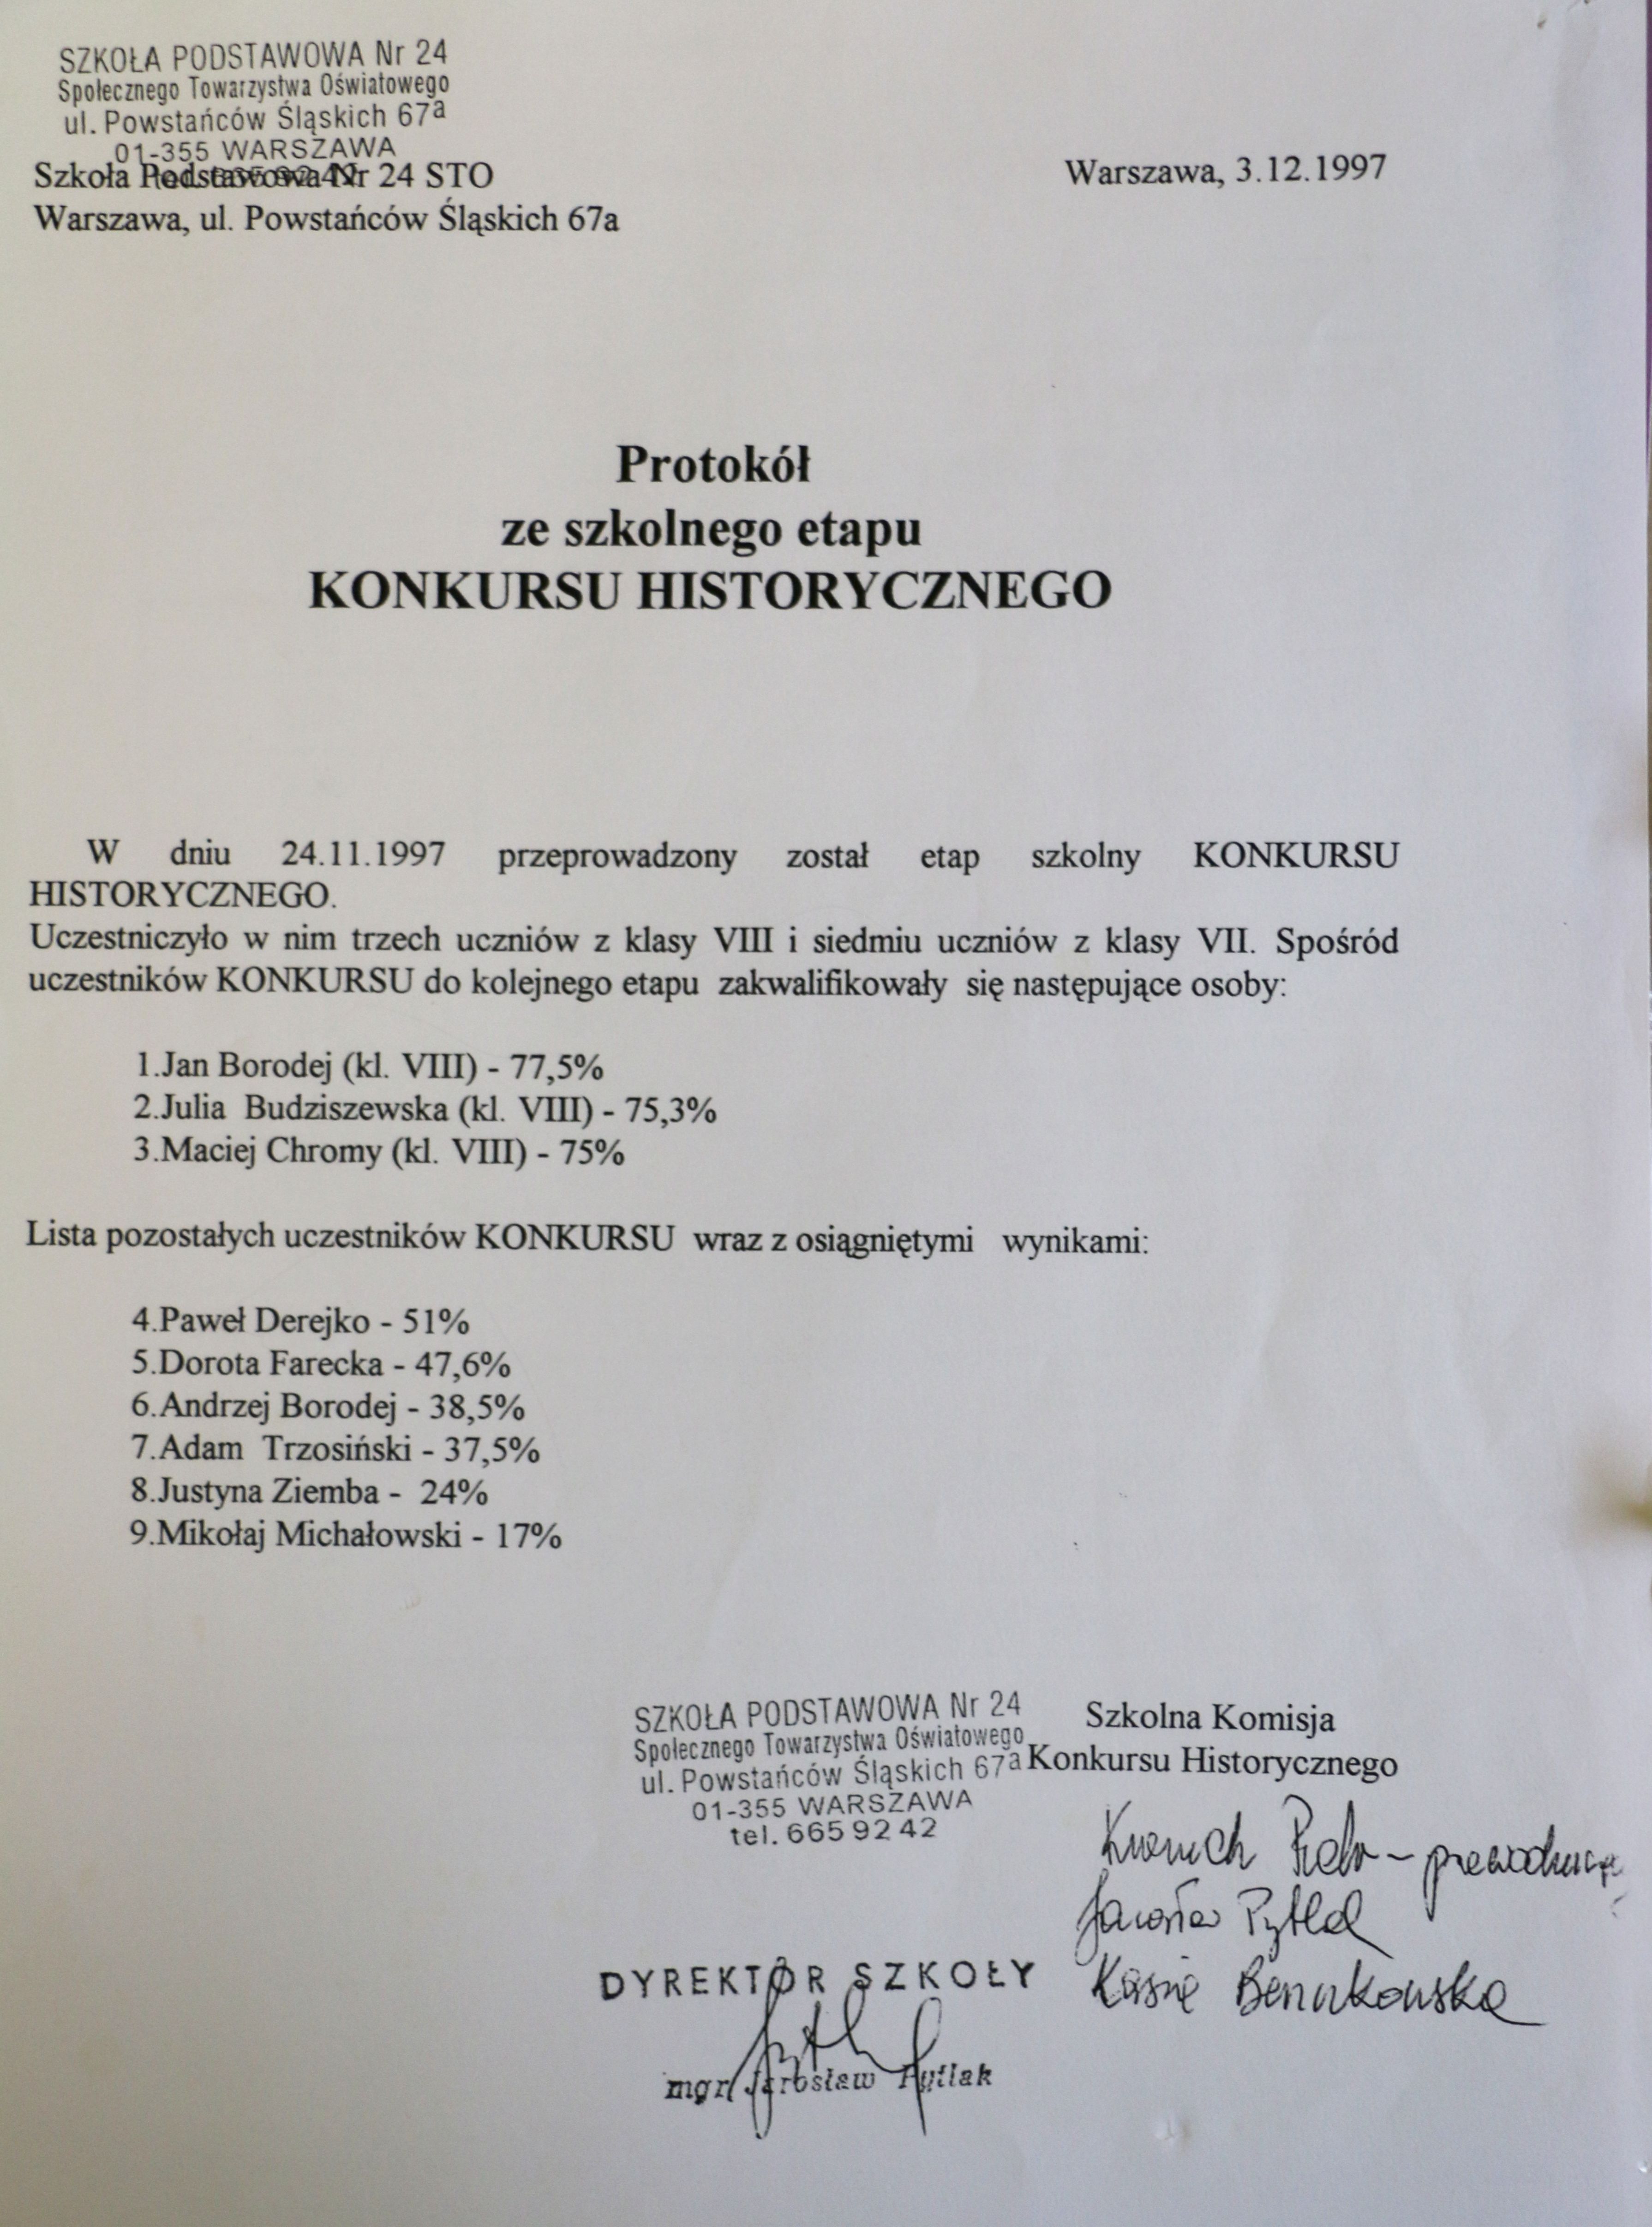 SZKOŁA PODSTAWOWA Nr 24
Społecznego Towarzystwa Oświatowego
ul. Powstańców Śląskich 67a
01-355 WARSZAWA
Szkoła Podstawowa Nr 24 STO
Warszawa, 3.12.1997
Warszawa, ul. Powstańców Śląskich 67a
Protokół
ze szkolnego etapu
KONKURSU HISTORYCZNEGO
W dniu 24.11.1997 przeprowadzony został etap szkolny KONKURSU
HISTORYCZNEGO.
Uczestniczyło w nim trzech uczniów z klasy VIII i siedmiu uczniów z klasy VII. Spośród
uczestników KONKURSU do kolejnego etapu zakwalifikowały się następujące osoby:
1.Jan Borodej (kl. VIII) - 77,5%
2.Julia Budziszewska (kl. VIII) - 75,3%
3.Maciej Chromy (kl. VIII) - 75%
Lista pozostałych uczestników KONKURSU wraz z osiągniętymi wynikami:
4.Paweł Derejko - 51%
5.Dorota Farecka - 47,6%
6.Andrzej Borodej - 38,5%
7.Adam Trzosiński - 37,5%
8.Justyna Ziemba - 24%
9.Mikołaj Michałowski - 17%
SZKOŁA PODSTAWOWA Nr 24
Społecznego Towarzystwa Oświatowego
ul. Powstańców Śląskich 67a
01-355 WARSZAWA
tel. 665 92 42
Szkolna Komisja
Konkursu Historycznego
DYREKTOR SZKOŁY
mgr Jarosław Pytlak